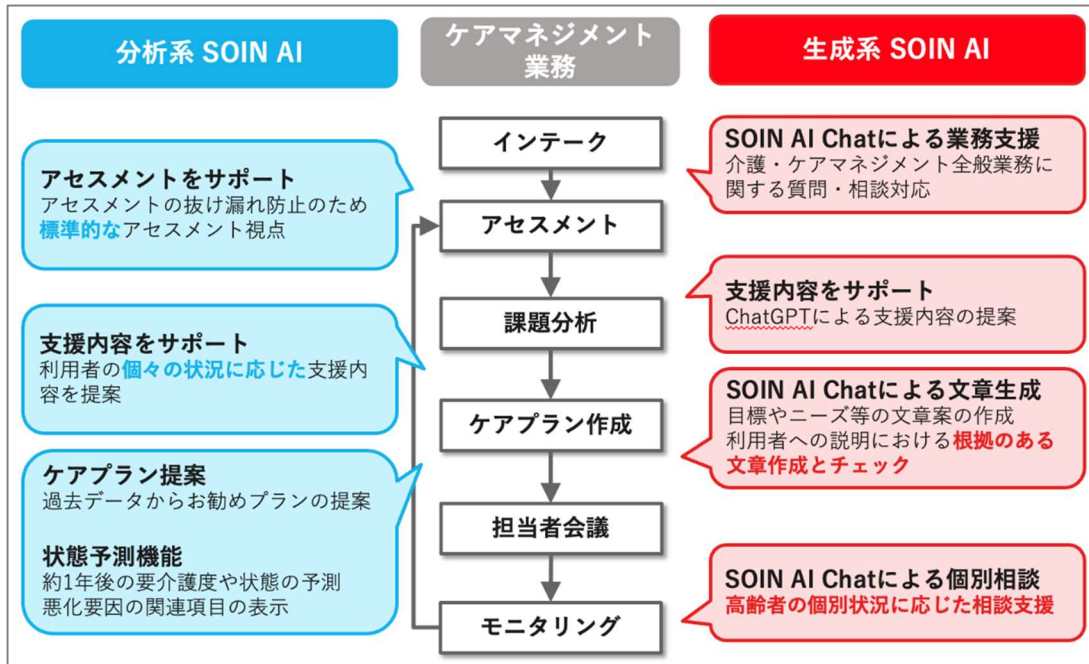 分析系 SOIN AI
アセスメントをサポート
アセスメントの抜け漏れ防止のため
標準的なアセスメント視点
支援内容をサポート
利用者の個々の状況に応じた支援内
容を提案
ケアプラン提案
過去データからお勧めプランの提案
状態予測機能
約1年後の要介護度や状態の予測
悪化要因の関連項目の表示
ケアマネジメント
業務
インテーク
アセスメント
課題分析
ケアプラン作成
担当者会議
モニタリング
生成系 SOIN AI
SOIN AI Chatによる業務支援
介護・ケアマネジメント全般業務に
関する質問・相談対応
支援内容をサポート
ChatGPTによる支援内容の提案
SOIN AI Chatによる文章生成
目標やニーズ等の文章案の作成
利用者への説明における根拠のある
文章作成とチェック
SOIN AI Chatによる個別相談
高齢者の個別状況に応じた相談支援